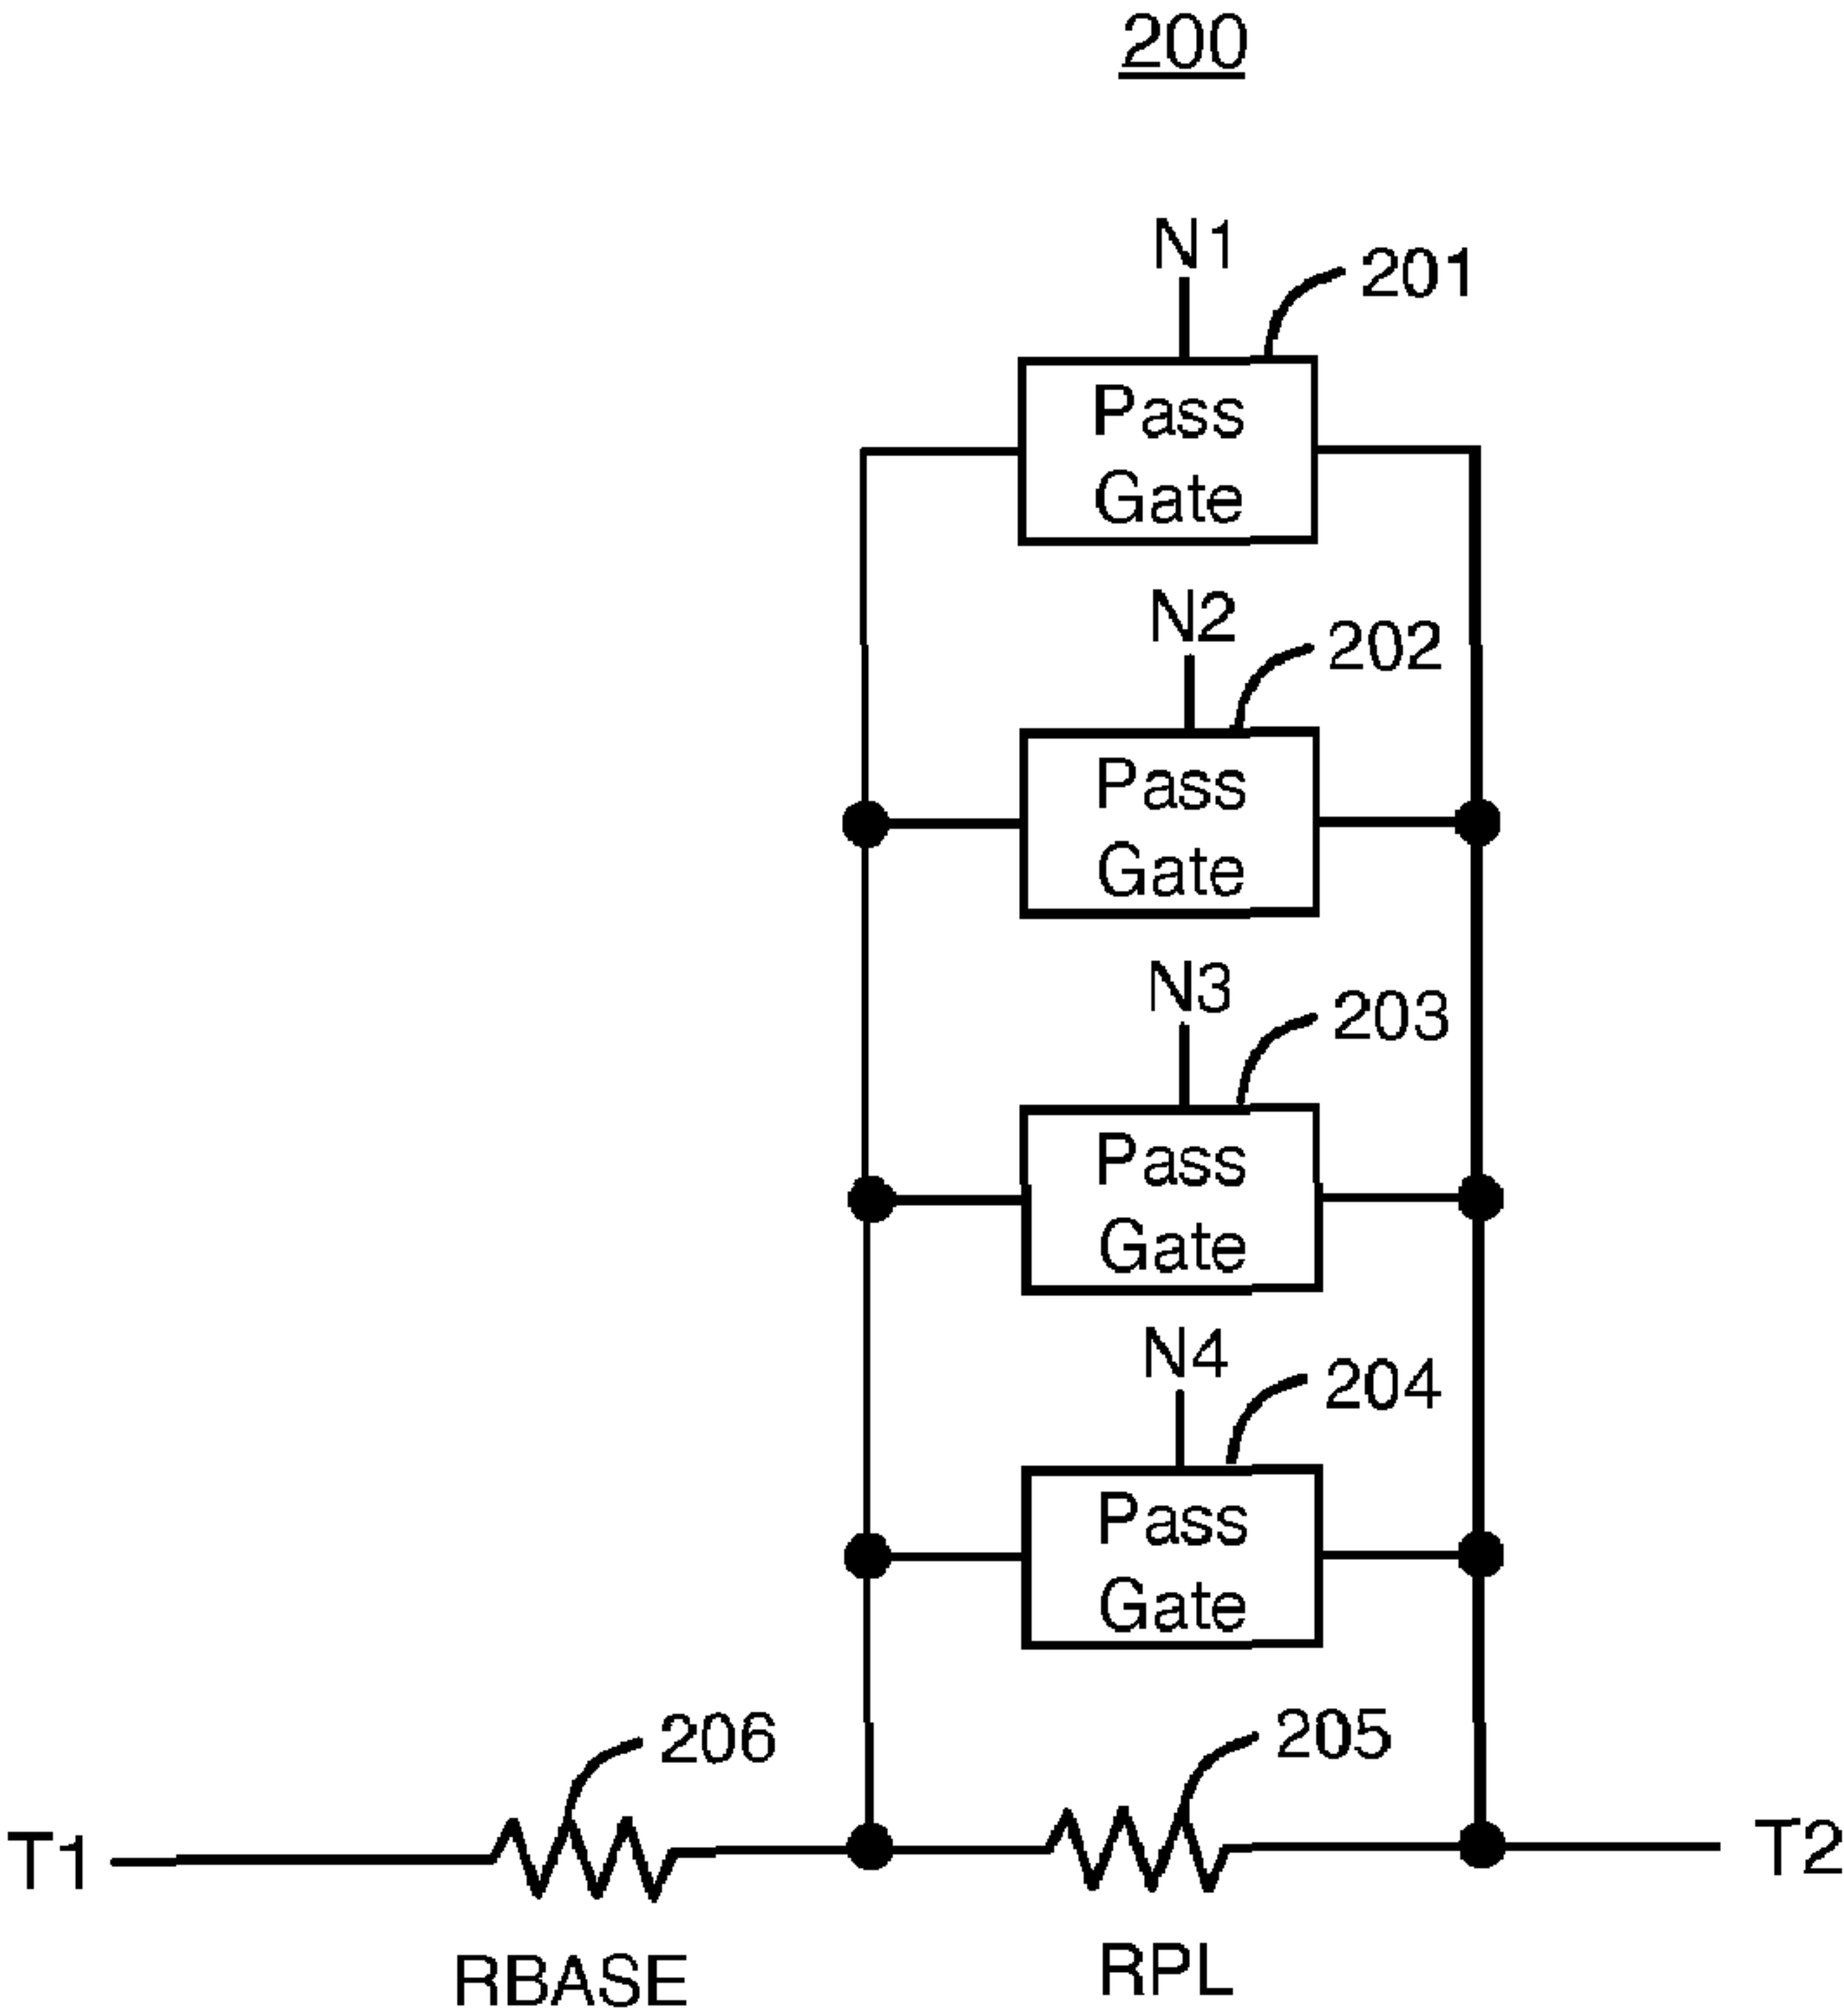 200
N1
201
Pass
Gate
N2
202
Pass
Gate
N3
203
Pass
Gate
N4
204
Pass
Gate
206
205
T1
T2
RBASE
RPL